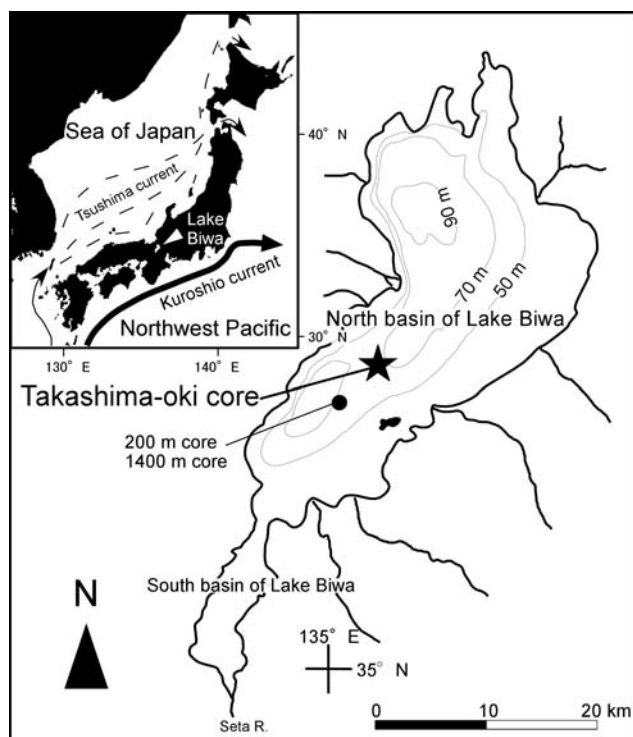 Sea of Japan
40° N
Tsushima current
Lake
Biwa
Kuroshio current
Northwest Pacific
30° N
130° E
140° E
90 m
70 m
50 m
North basin of Lake Biwa
Takashima-oki core
200 m core
1400 m core
South basin of Lake Biwa
N
135° E
35° N
Seta R.
0
10
20 km